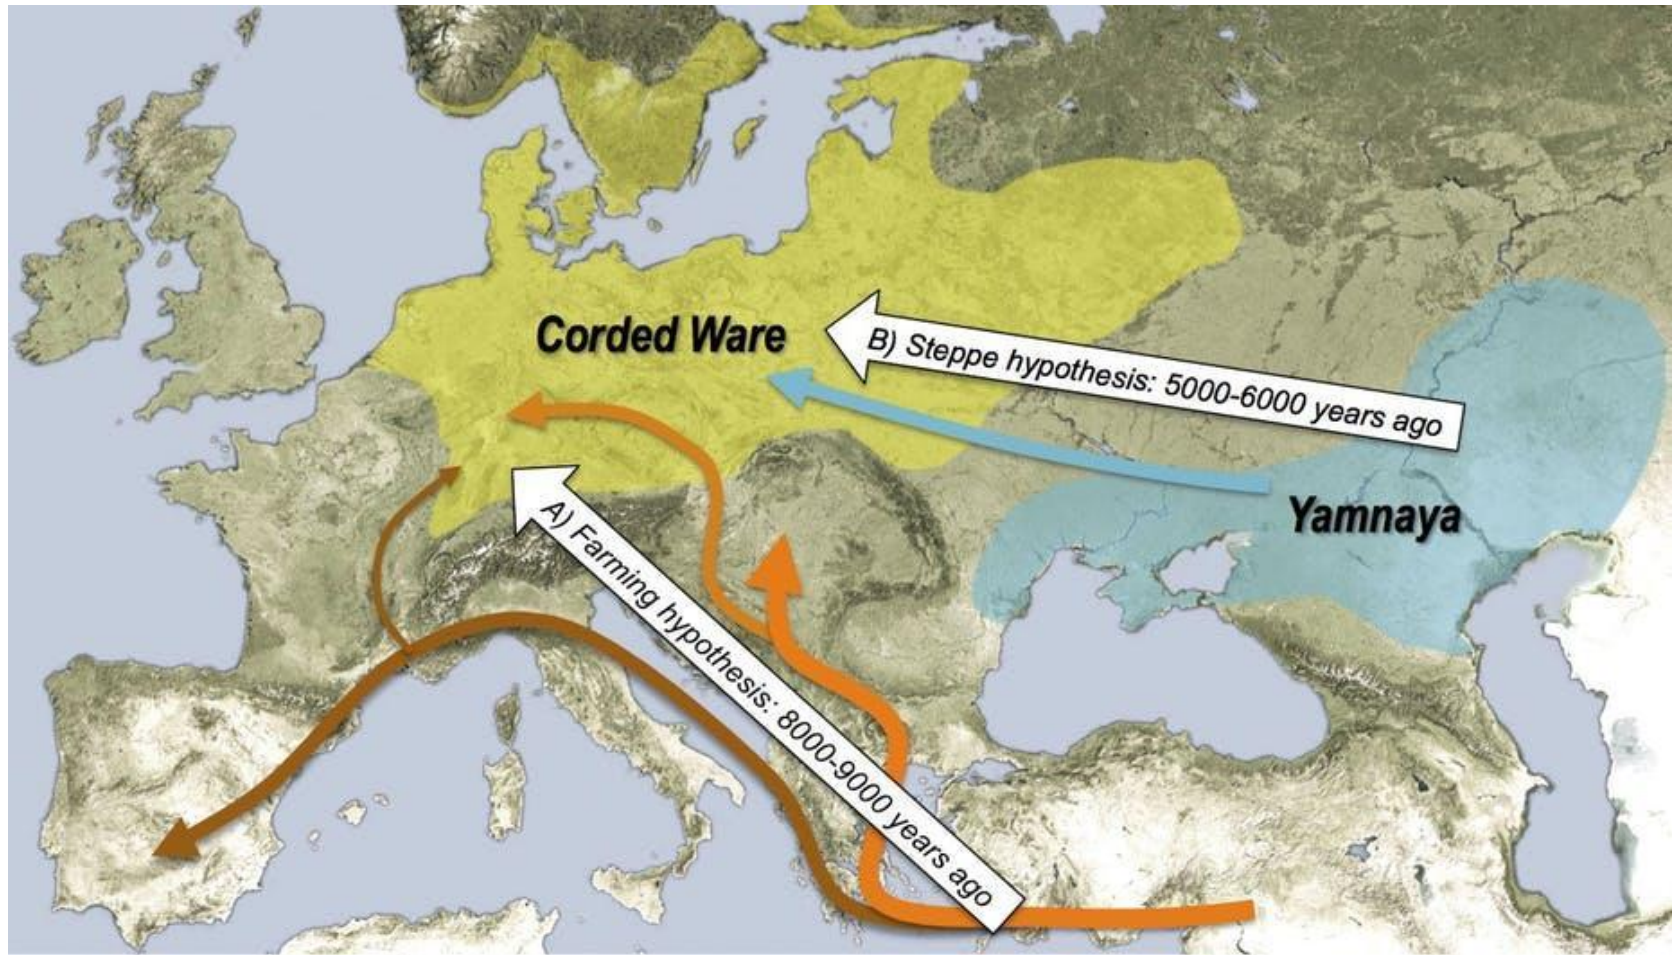 Corded Ware
B) Steppe hypothesis: 5000-6000 years ago
Yamnaya
A) Farming hypothesis: 8000-9000 years ago